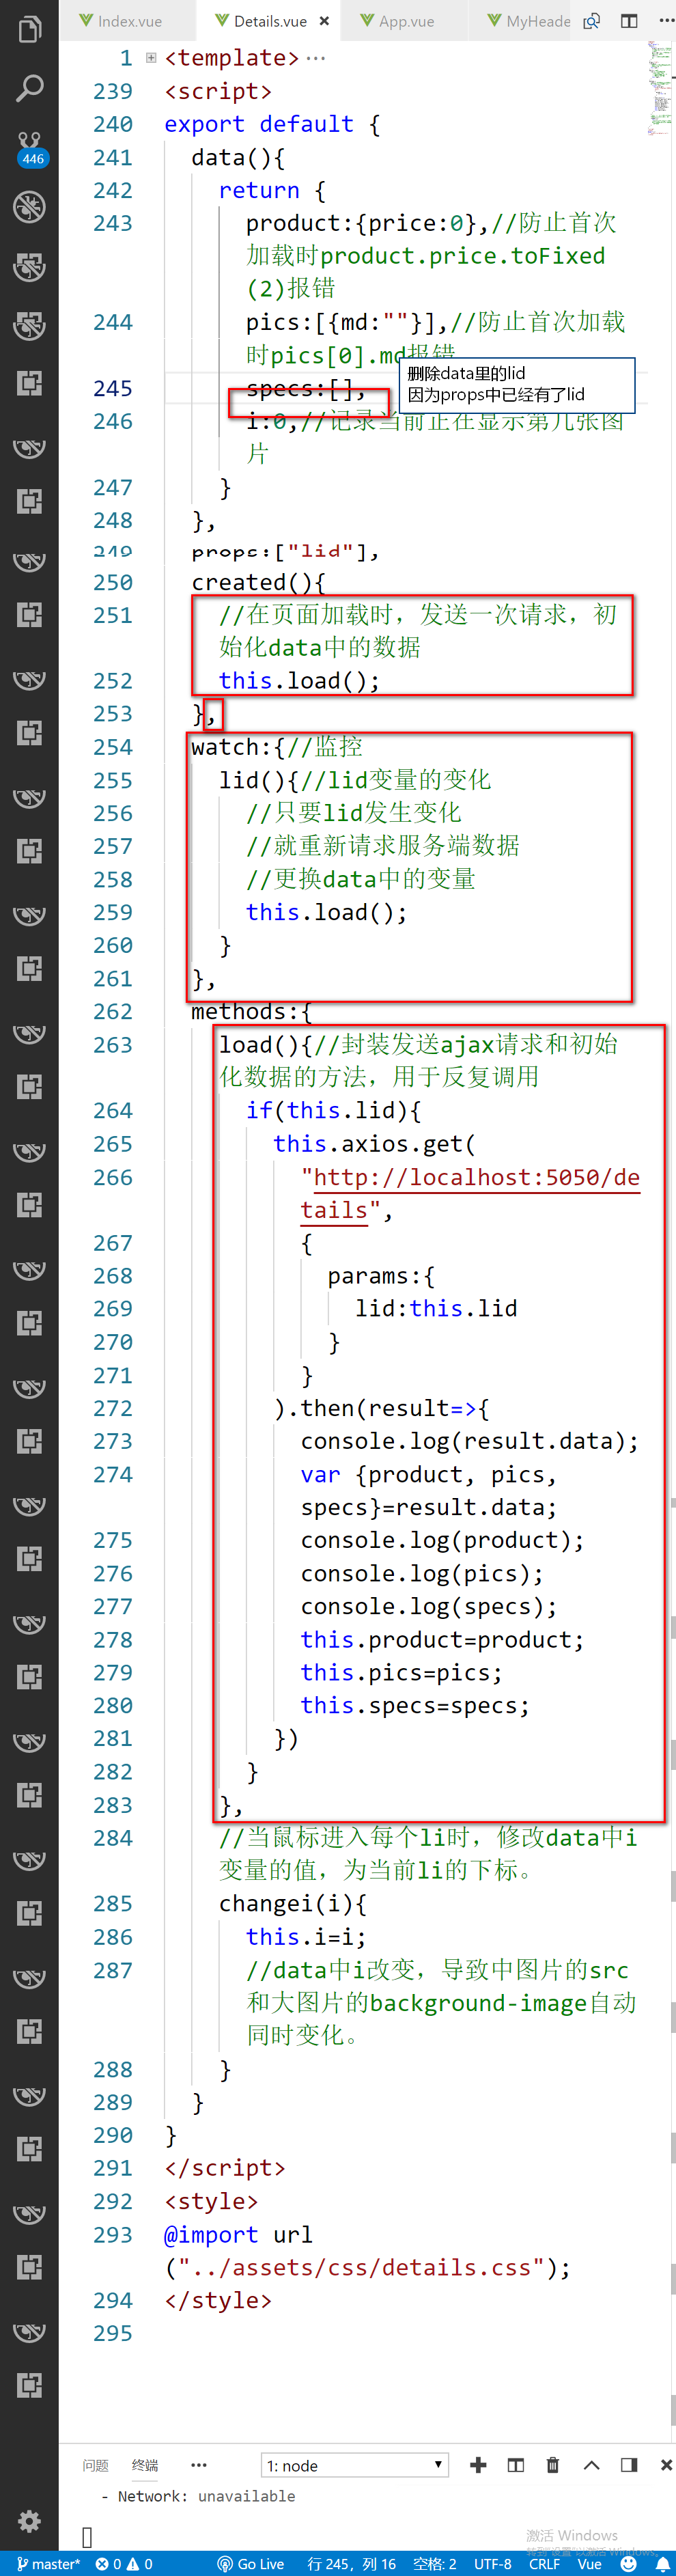 Index.vue Details.vue × App.vue MyHeade ···
1 <template>···
239 <script>
240 export default {
241 data(){
242 return {
243 product:{price:0},//防止首次
加载时product.price.toFixed
(2)报错
244 pics:[{md:""}],//防止首次加载
时pics[0].md报错
删除data里的lid
245 specs:[],
因为props中已经有了lid
246 i:0,//记录当前正在显示第几张图
片
247 }
248 },
249 props:["lid"],
250 created(){
251 //在页面加载时，发送一次请求，初
始化data中的数据
252 this.load();
253 },
254 watch:{//监控
255 lid(){//lid变量的变化
256 //只要lid发生变化
257 //就重新请求服务端数据
258 //更换data中的变量
259 this.load();
260 }
261 },
262 methods:{
263 load(){//封装发送ajax请求和初始
化数据的方法，用于反复调用
264 if(this.lid){
265 this.axios.get(
266 "http://localhost:5050/de
tails",
267 {
268 params:{
269 lid:this.lid
270 }
271 }
272 ).then(result=>{
273 console.log(result.data);
274 var {product, pics,
specs}=result.data;
275 console.log(product);
276 console.log(pics);
277 console.log(specs);
278 this.product=product;
279 this.pics=pics;
280 this.specs=specs;
281 })
282 }
283 },
284 //当鼠标进入每个li时，修改data中i
变量的值，为当前li的下标。
285 changei(i){
286 this.i=i;
287 //data中i改变，导致中图片的src
和大图片的background-image自动
同时变化。
288 }
289 }
290 }
291 </script>
292 <style>
293 @import url
("../assets/css/details.css");
294 </style>
295
446
问题 终端 ··· 1: node
- Network: unavailable
激活 Windows
转到"设置"以激活 Windows。
master* 0 0 Go Live 行 245，列 16 空格: 2 UTF-8 CRLF Vue